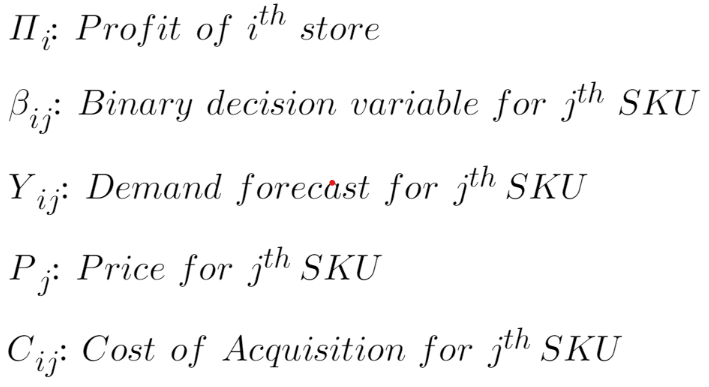 Π_i: Profit of i^th store
β_ij: Binary decision variable for j^th SKU
Y_ij: Demand forecast for j^th SKU
P_j: Price for j^th SKU
C_ij: Cost of Acquisition for j^th SKU